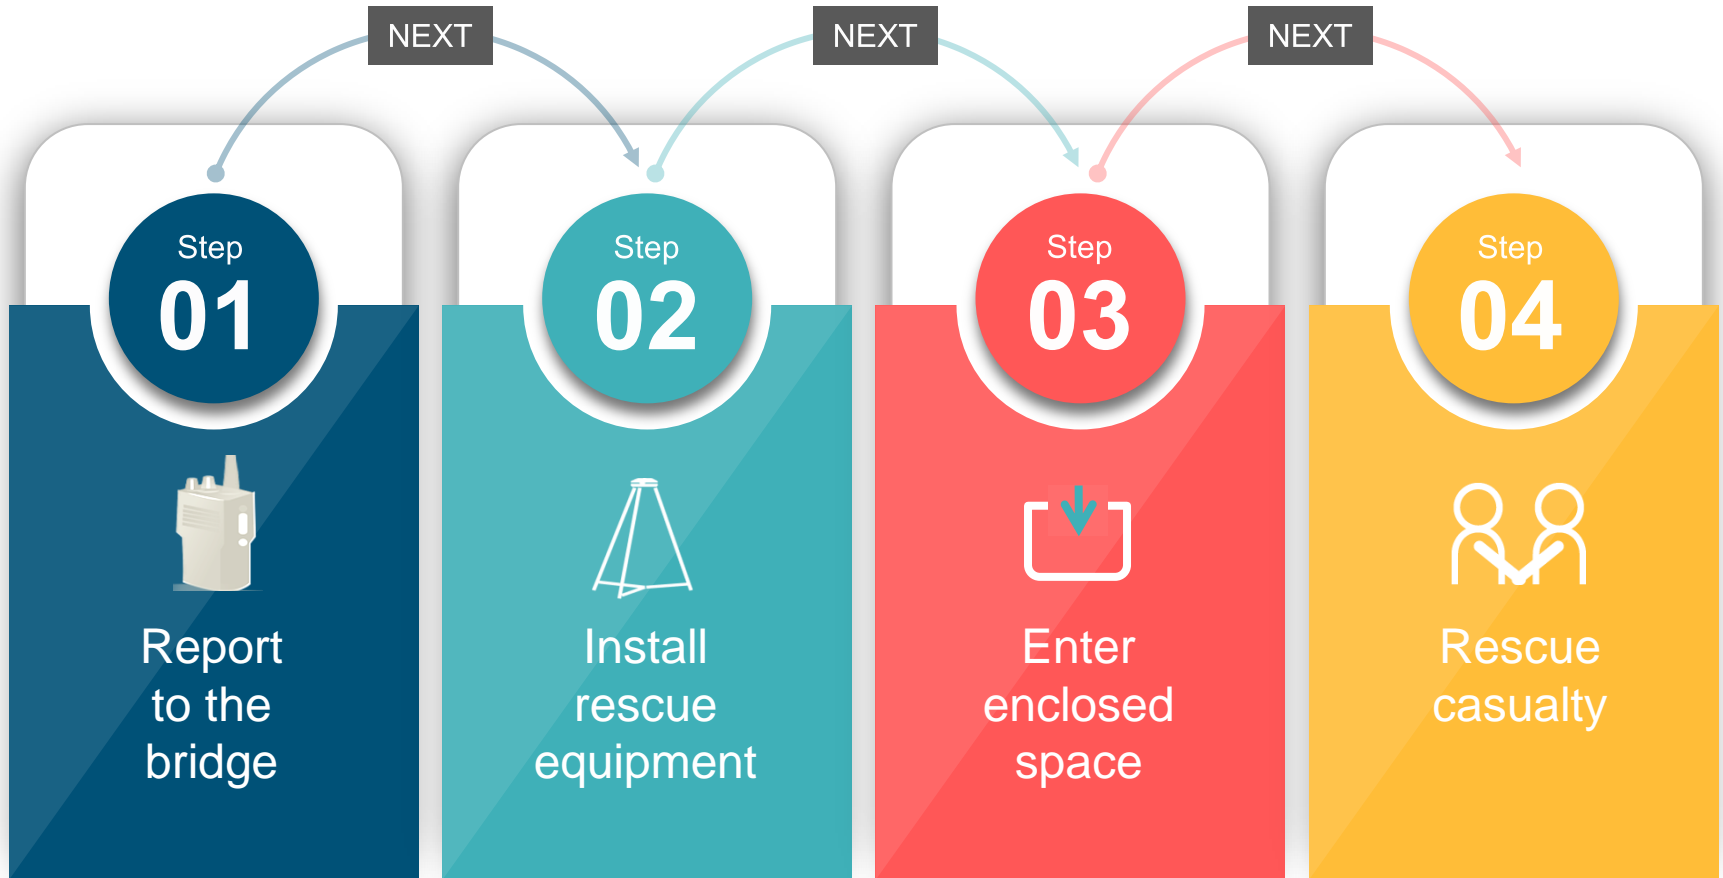 NEXT
NEXT
NEXT
Step
01
Report
to the
bridge
Step
02
Install
rescue
equipment
Step
03
Enter
enclosed
space
Step
04
Rescue
casualty